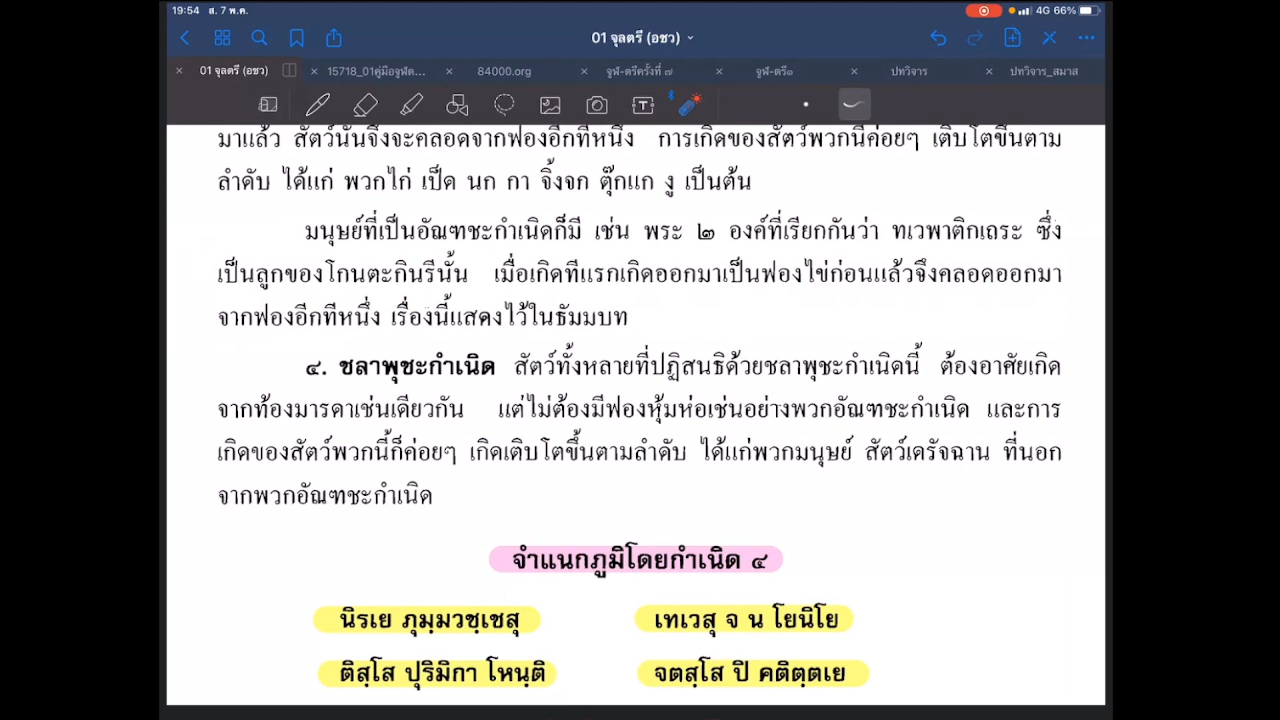 19:54 ส. 7 พ.ค.
4G 66%
01 จุลตรี (อชว)
01 จุลตรี (อชว)
15718_01คู่มือจูฬต...
84000.org
จูฬ-ตรีครั้งที่ ๗
จูฬ-ตรี๑
ปทวิจาร
ปทวิจาร_สมาส
มาแล้ว สัตว์นั้นจึงจะคลอดจากฟองอีกทีหนึ่ง การเกิดของสัตว์พวกนี้ค่อยๆ เติบโตขึ้นตาม
ลำดับ ได้แก่ พวกไก่ เป็ด นก กา จิ้งจก ตุ๊กแก งู เป็นต้น
มนุษย์ที่เป็นอัณฑชะกำเนิดก็มี เช่น พระ ๒ องค์ที่เรียกกันว่า ทเวพาติกเถระ ซึ่ง
เป็นลูกของโกนตะกินรีนั้น เมื่อเกิดทีแรกเกิดออกมาเป็นฟองไข่ก่อนแล้วจึงคลอดออกมา
จากฟองอีกทีหนึ่ง เรื่องนี้แสดงไว้ในธัมมบท
๔. ชลาพุชะกำเนิด สัตว์ทั้งหลายที่ปฏิสนธิด้วยชลาพุชะกำเนิดนี้ ต้องอาศัยเกิด
จากท้องมารดาเช่นเดียวกัน แต่ไม่ต้องมีฟองหุ้มห่อเช่นอย่างพวกอัณฑชะกำเนิด และการ
เกิดของสัตว์พวกนี้ก็ค่อยๆ เกิดเติบโตขึ้นตามลำดับ ได้แก่พวกมนุษย์ สัตว์เดรัจฉาน ที่นอก
จากพวกอัณฑชะกำเนิด
จำแนกภูมิโดยกำเนิด ๔
นิรเย ภุมฺมวชฺเชสุ เทเวสุ จ น โยนิโย
ติสฺโส ปุริมิกา โหนฺติ จตสฺโส ปิ คติตฺตเย